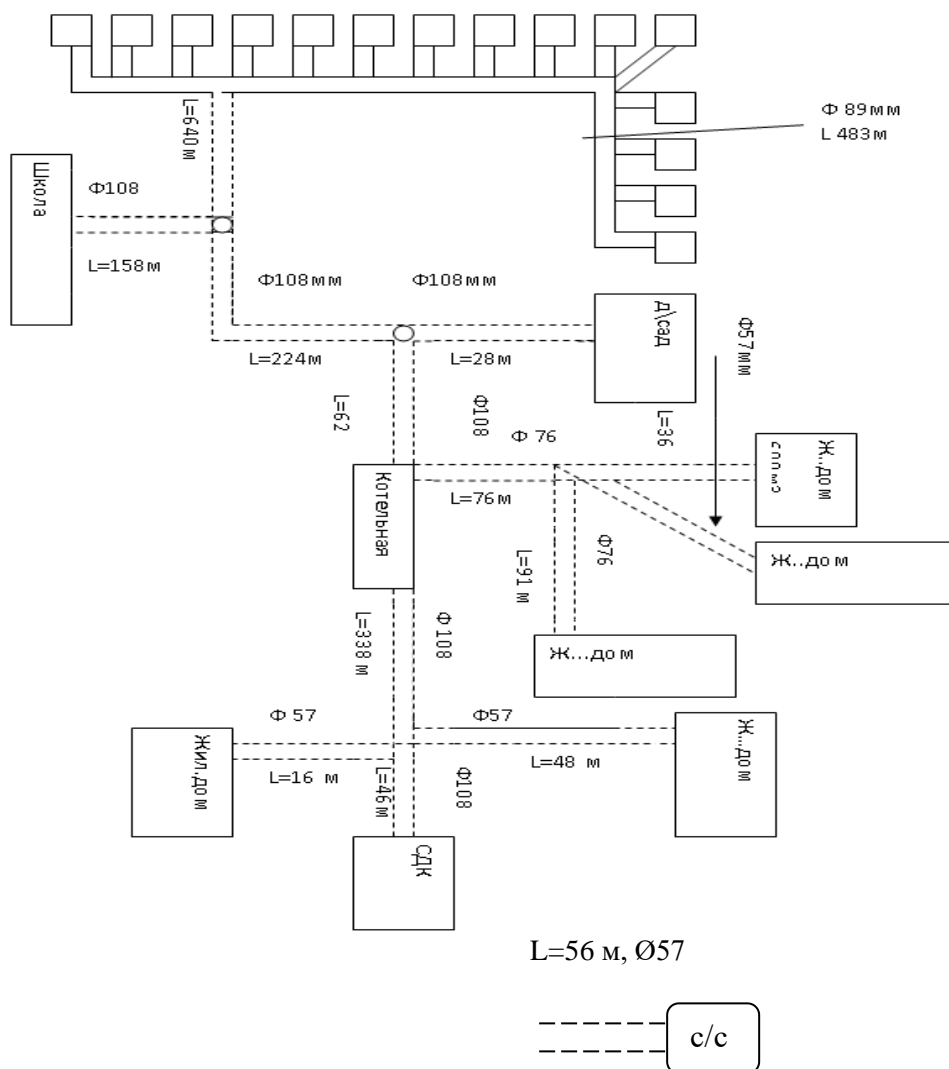 Ф 89мм
L 483м
L=640м
Школа
Ф108
L=158м
Ф108мм
Ф108мм
L=224м
L=28м
д\сад
Ф57мм
L=62
Ф108
L=36
Ф 76
L=76м
Ж..дом
Котельная
Ф76
L=91м
Ж..дом
Ж...дом
L=338 м
Ф 108
Ф 57
Ф57
Жил.дом
L=16 м
L=46м
Ф108
L=48 м
Ж..дом
СДК
L=56 м, Ø57
с/с